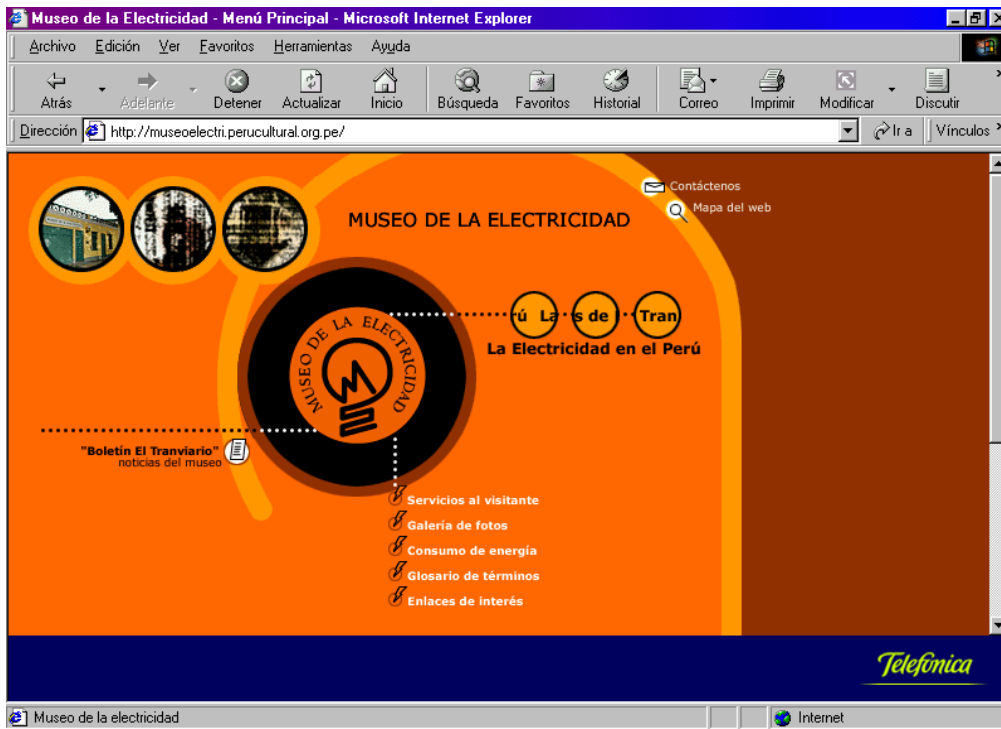 Museo de la Electricidad - Menú Principal - Microsoft Internet Explorer
Archivo Edición Ver Favoritos Herramientas Ayuda
Atrás Adelante Detener Actualizar Inicio Búsqueda Favoritos Historial Correo Imprimir Modificar Discutir
Dirección http://museoelectri.perucultural.org.pe/ Ir a Vínculos
Contáctenos
Mapa del web
MUSEO DE LA ELECTRICIDAD
ú La s de l Tran
La Electricidad en el Perú
MUSEO DE LA ELECTRICIDAD
"Boletín El Tranviario"
noticias del museo
Servicios al visitante
Galería de fotos
Consumo de energía
Glosario de términos
Enlaces de interés
Telefónica
Museo de la electricidad Internet